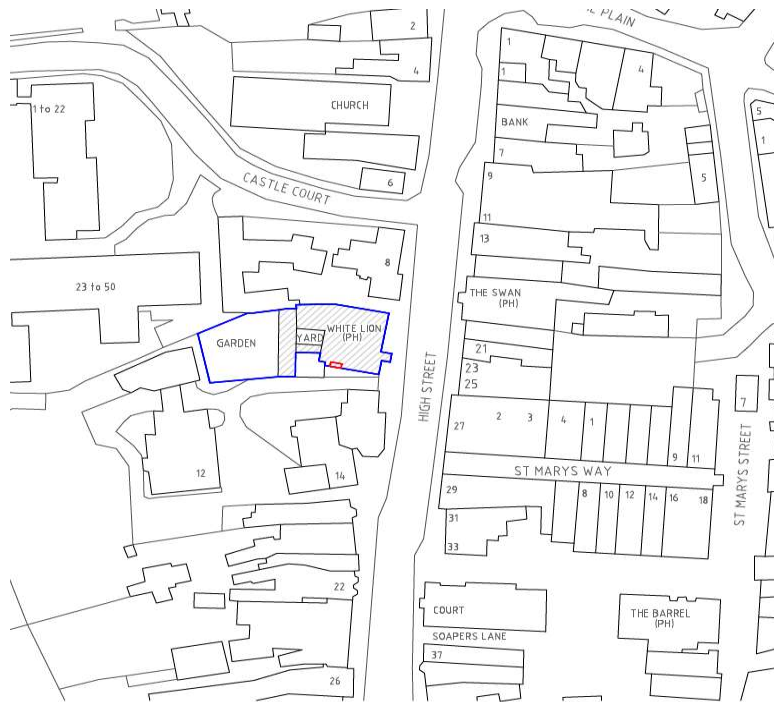 PLAIN
2
4
1
1
4
1 to 22
CHURCH
BANK
5
1
7
CASTLE COURT
6
9
5
11
13
8
23 to 50
THE SWAN
(PH)
GARDEN
YARD
WHITE LION
(PH)
HIGH STREET
21
23
25
7
27
2
3
4
1
9
11
ST MARYS WAY
ST MARYS STREET
12
14
29
8
10
12
14
16
18
31
33
22
COURT
THE BARREL
(PH)
SOAPERS LANE
37
26